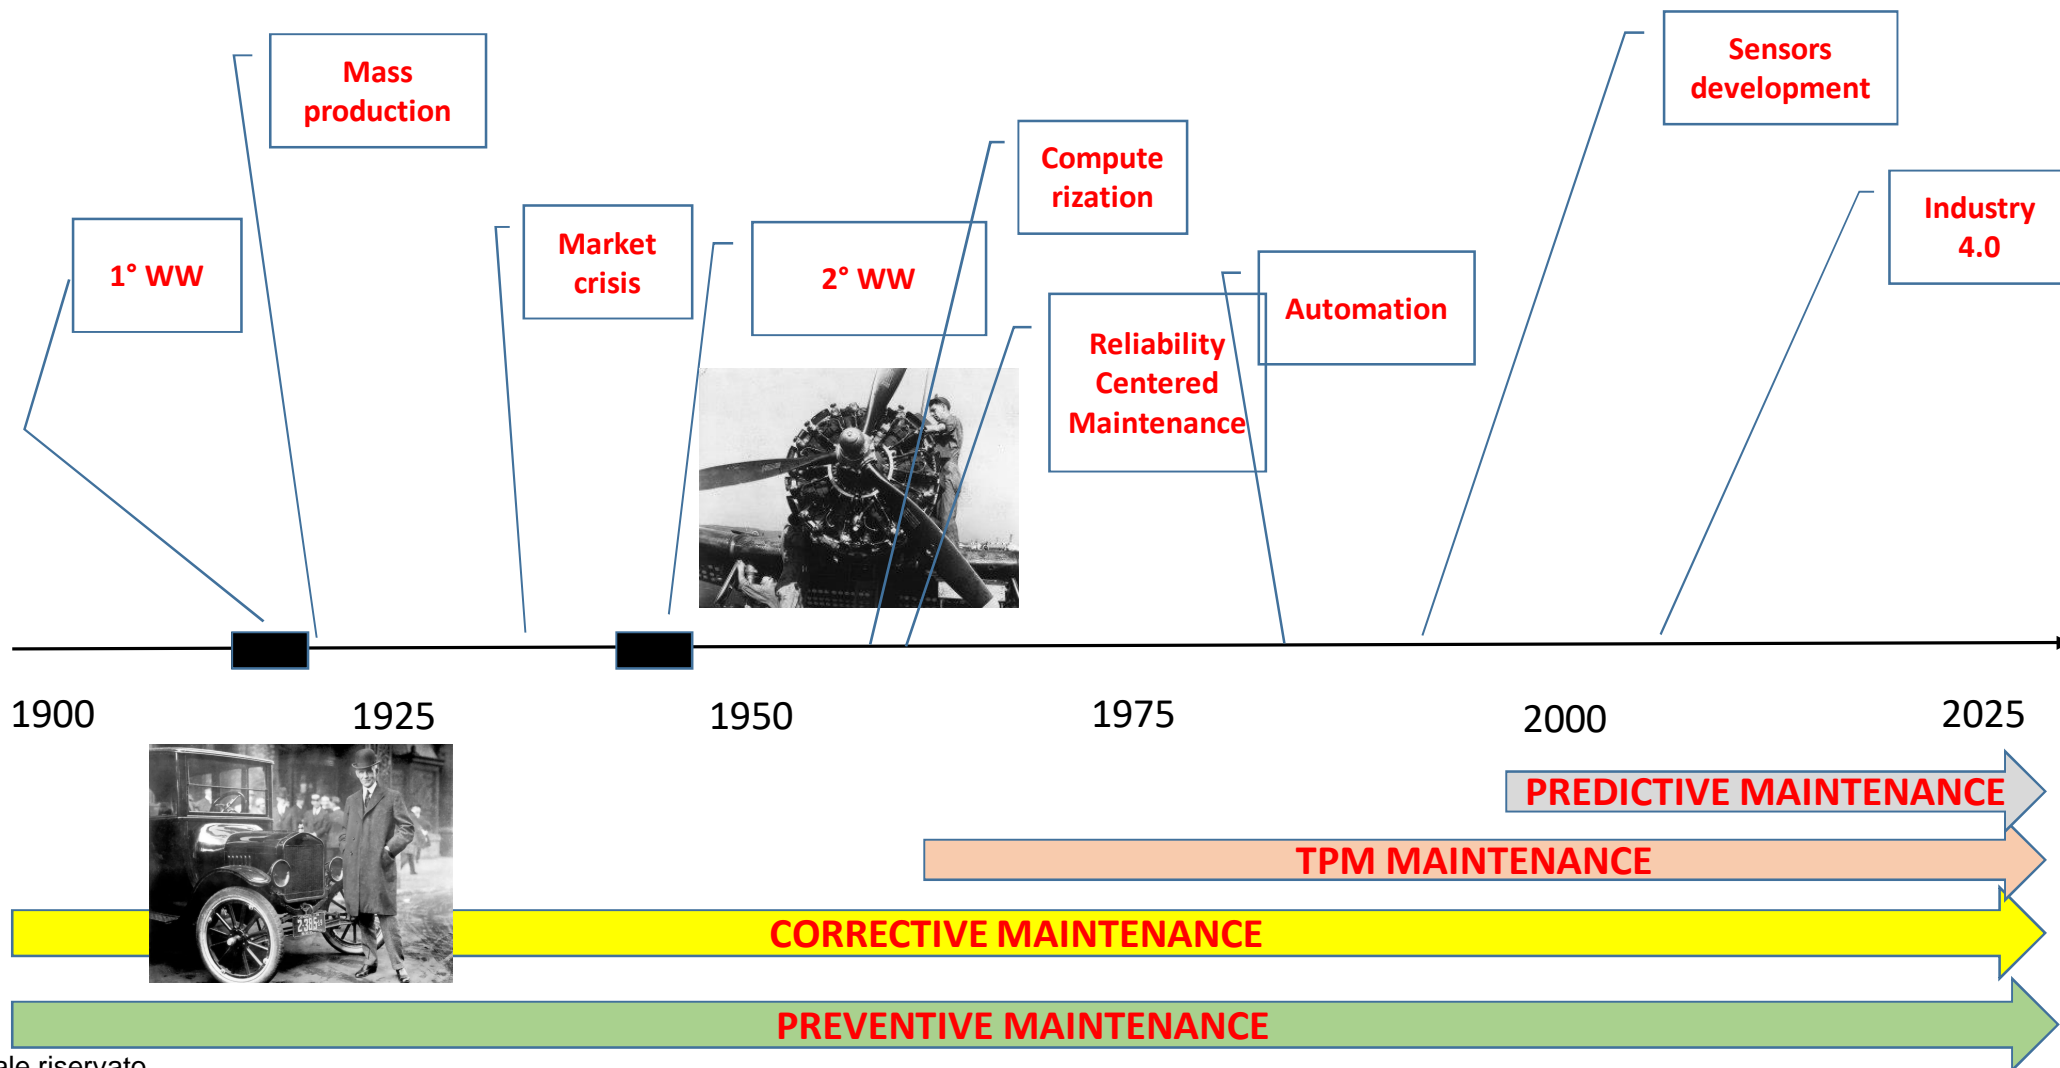 Mass
production
Sensors
development
Compute
rization
Industry
4.0
1° WW
Market
crisis
2° WW
Automation
Reliability
Centered
Maintenance
1900
1925
1950
1975
2000
2025
PREDICTIVE MAINTENANCE
TPM MAINTENANCE
CORRECTIVE MAINTENANCE
PREVENTIVE MAINTENANCE
riservato